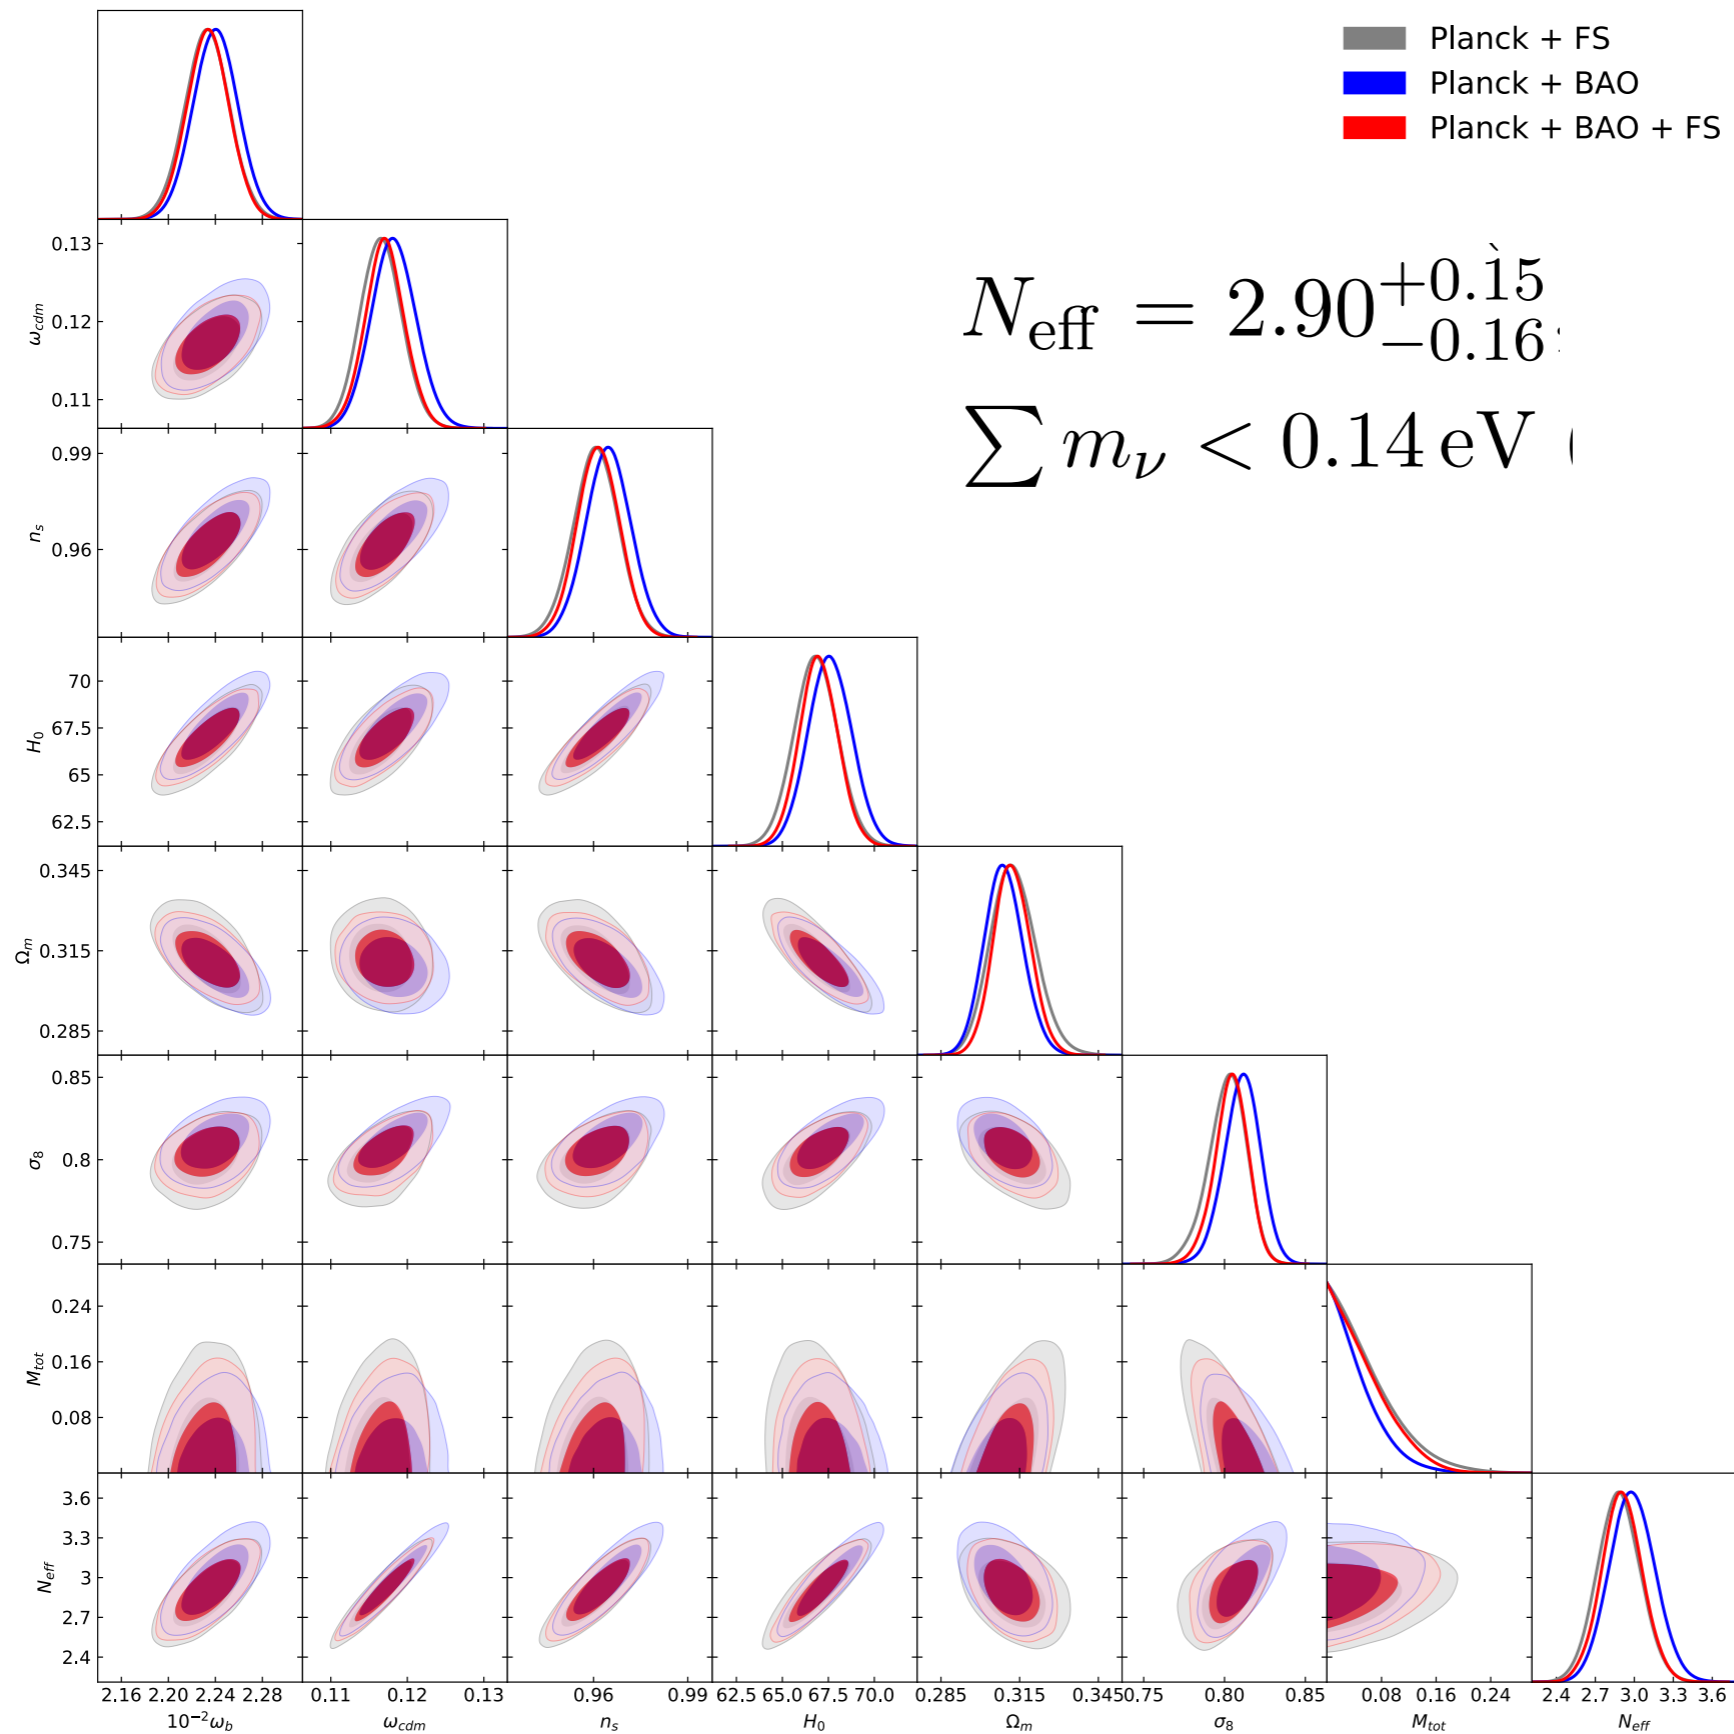 Planck + FS
Planck + BAO
Planck + BAO + FS
N_eff = 2.90^{+0.15}_{-0.16}
∑ m_ν < 0.14 eV (
0.13
0.12
0.11
ω_cdm
0.99
0.96
n_s
70
67.5
65
62.5
H_0
0.345
0.315
0.285
Ω_m
0.85
0.8
0.75
σ_8
0.24
0.16
0.08
M_tot
3.6
3.3
3
2.7
2.4
N_eff
2.16 2.20 2.24 2.28 0.11 0.12 0.13 0.96 0.99 62.5 65.0 67.5 70.0 0.285 0.315 0.345 0.75 0.80 0.85 0.08 0.16 0.24 2.4 2.7 3.0 3.3 3.6
10^{-2}ω_b ω_cdm n_s H_0 Ω_m σ_8 M_tot N_eff